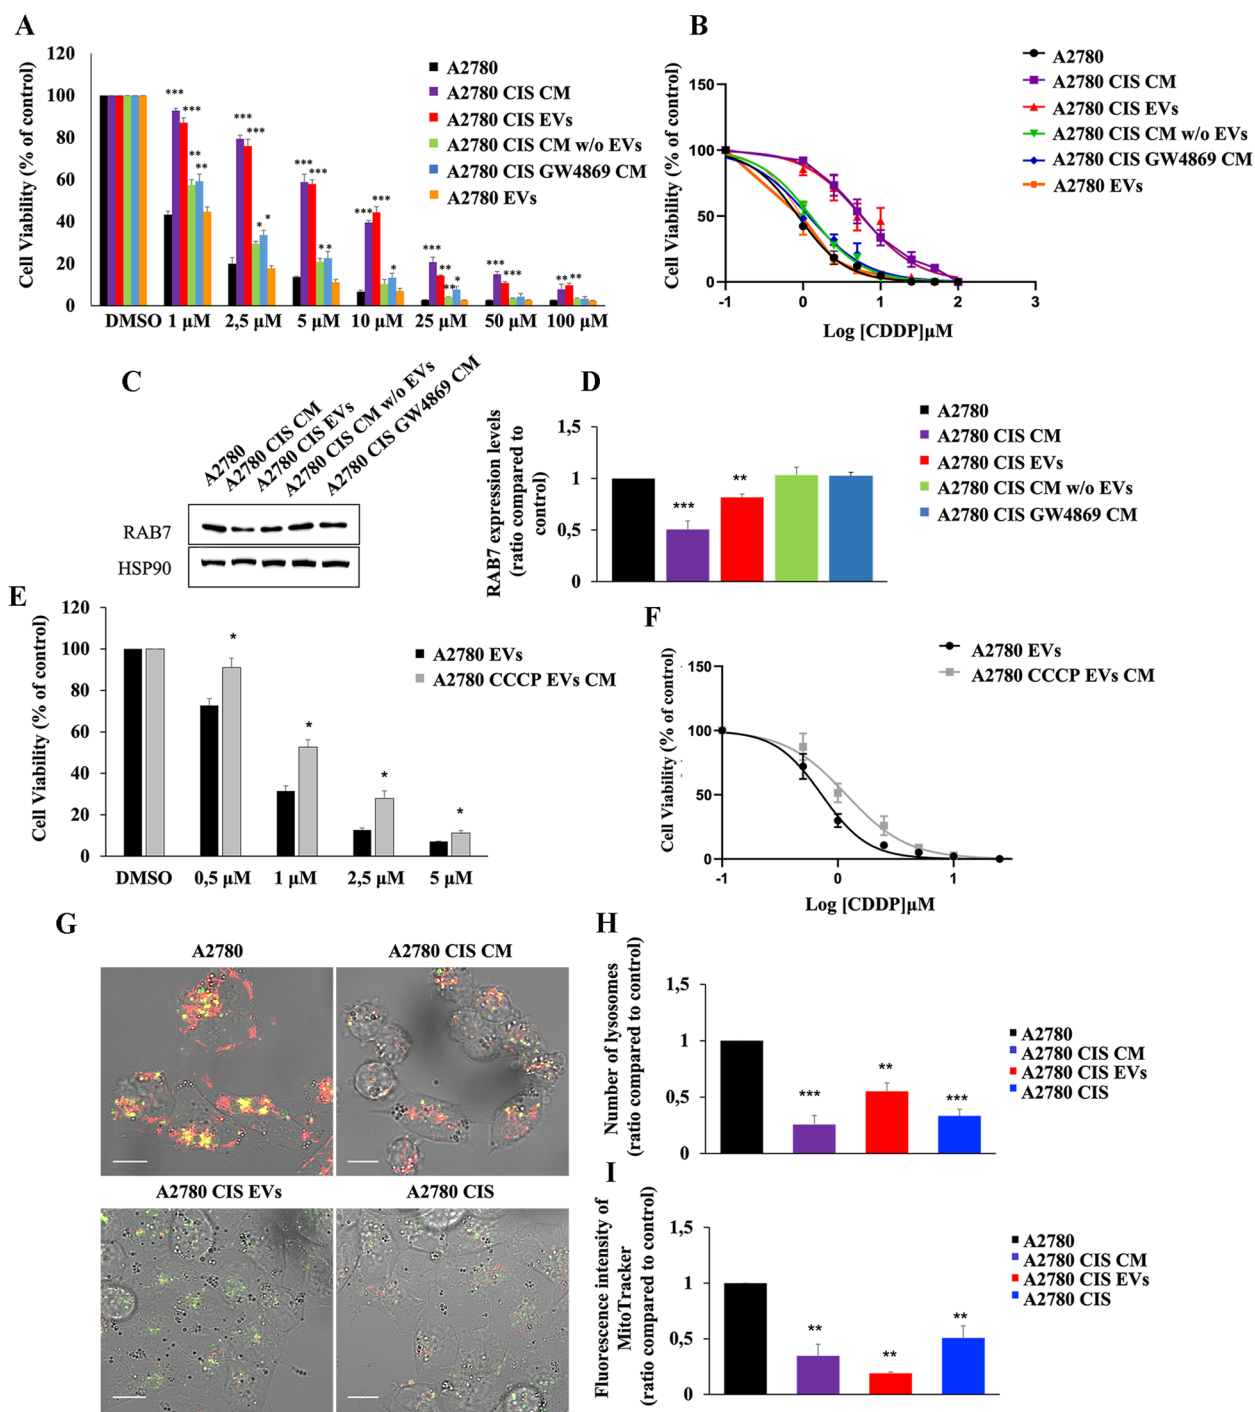 A
Cell Viability (% of control)
120
100
80
60
40
20
0
*** *** ** **
*** *** * *
*** *** * *
*** *** *
*** ** ** *
*** ***
** **
DMSO 1 µM 2,5 µM 5 µM 10 µM 25 µM 50 µM 100 µM
A2780
A2780 CIS CM
A2780 CIS EVs
A2780 CIS CM w/o EVs
A2780 CIS GW4869 CM
A2780 EVs
B
Cell Viability (% of control)
150
100
50
0
-1 0 1 2 3
Log [CDDP]µM
A2780
A2780 CIS CM
A2780 CIS EVs
A2780 CIS CM w/o EVs
A2780 CIS GW4869 CM
A2780 EVs
C
A2780
A2780 CIS CM
A2780 CIS EVs
A2780 CIS CM w/o EVs
A2780 CIS GW4869 CM
RAB7
HSP90
D
RAB7 expression levels
(ratio compared to
control)
1,5
1
0,5
0
*** **
A2780
A2780 CIS CM
A2780 CIS EVs
A2780 CIS CM w/o EVs
A2780 CIS GW4869 CM
E
Cell Viability (% of control)
120
100
80
60
40
20
0
* * * *
DMSO 0,5 µM 1 µM 2,5 µM 5 µM
A2780 EVs
A2780 CCCP EVs CM
F
Cell Viability (% of control)
150
100
50
0
-1 0 1
Log [CDDP]µM
A2780 EVs
A2780 CCCP EVs CM
G
A2780
A2780 CIS CM
A2780 CIS EVs
A2780 CIS
H
Number of lysosomes
(ratio compared to control)
1,5
1
0,5
0
*** ** ***
A2780
A2780 CIS CM
A2780 CIS EVs
A2780 CIS
I
Fluorescence intensity of
MitoTracker
(ratio compared to control)
1,5
1
0,5
0
** ** **
A2780
A2780 CIS CM
A2780 CIS EVs
A2780 CIS